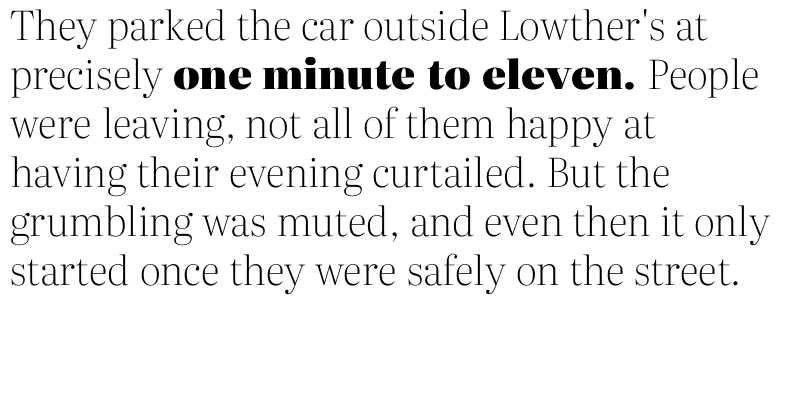 They parked the car outside Lowther's at
precisely one minute to eleven. People
were leaving, not all of them happy at
having their evening curtailed. But the
grumbling was muted, and even then it only
started once they were safely on the street.